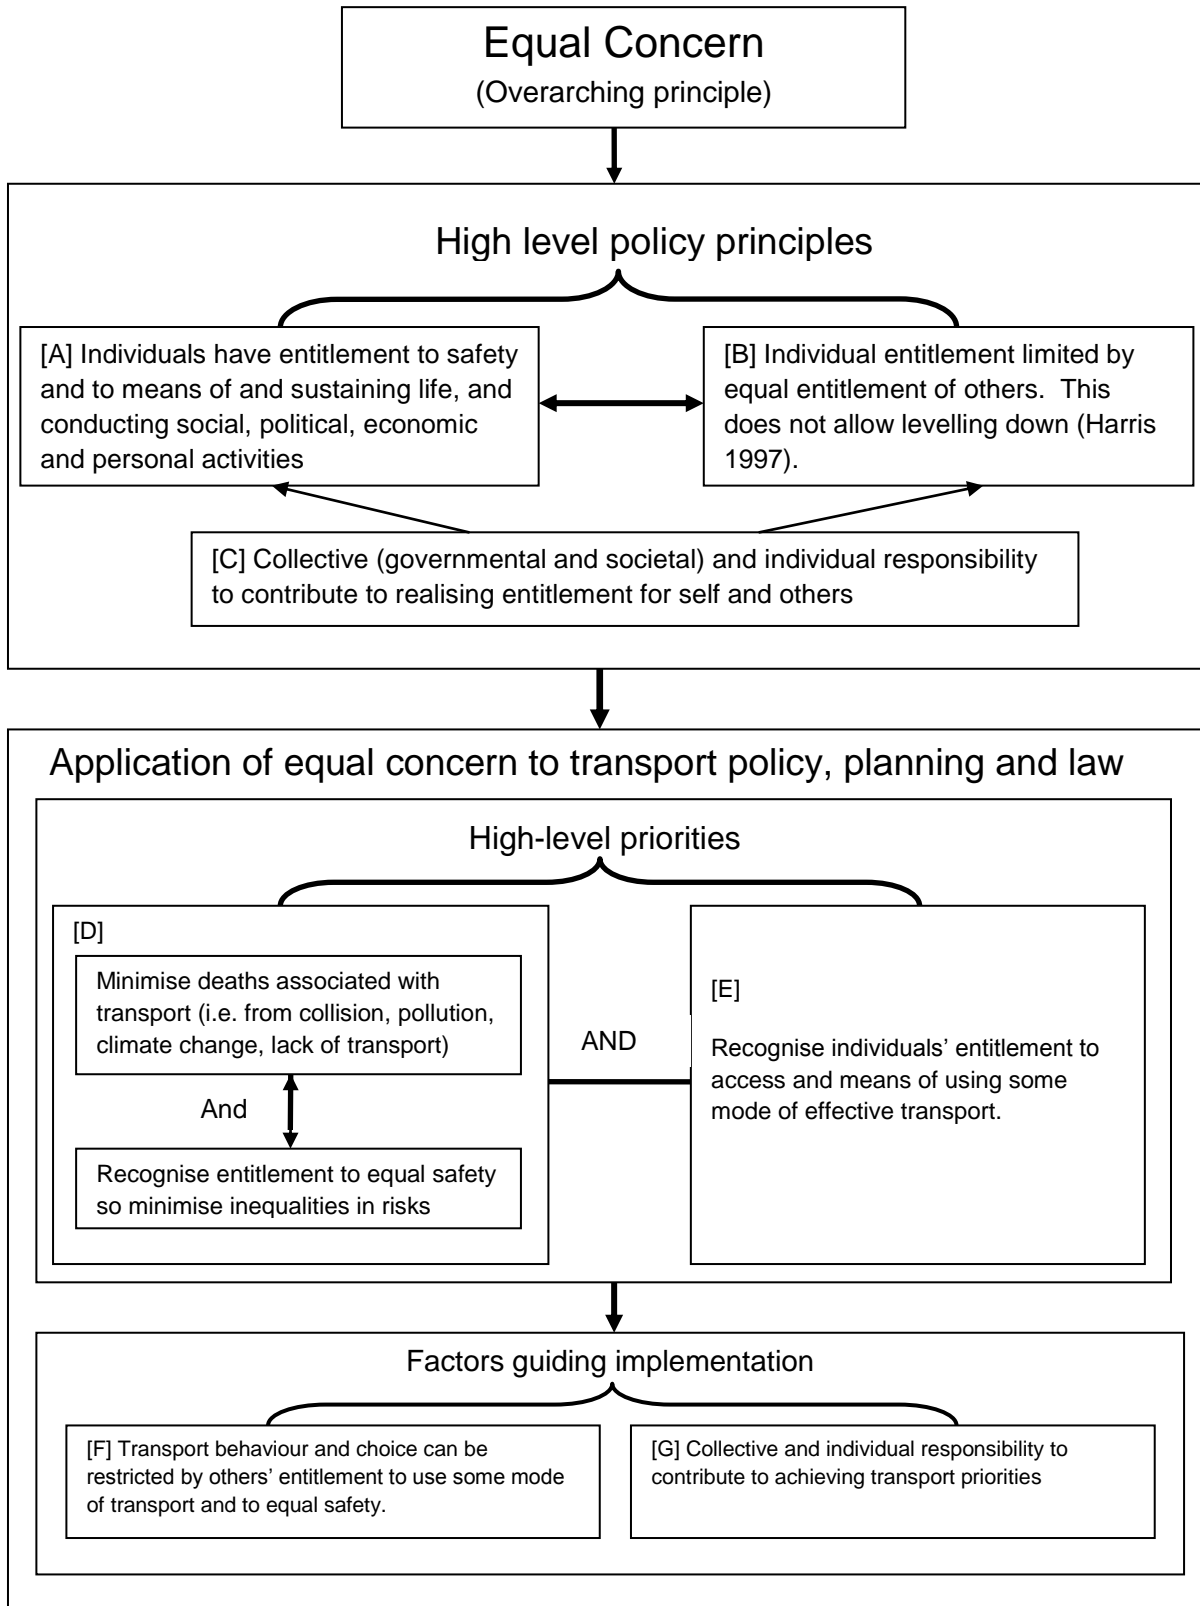 Equal Concern
(Overarching principle)
High level policy principles
[A] Individuals have entitlement to safety
and to means of and sustaining life, and
conducting social, political, economic
and personal activities
[B] Individual entitlement limited by
equal entitlement of others.  This
does not allow levelling down (Harris
1997).
[C] Collective (governmental and societal) and individual responsibility
to contribute to realising entitlement for self and others
Application of equal concern to transport policy, planning and law
High-level priorities
[D]
Minimise deaths associated with
transport (i.e. from collision, pollution,
climate change, lack of transport)
And
Recognise entitlement to equal safety
so minimise inequalities in risks
AND
[E]
Recognise individuals’ entitlement to
access and means of using some
mode of effective transport.
Factors guiding implementation
[F] Transport behaviour and choice can be
restricted by others’ entitlement to use some mode
of transport and to equal safety.
[G] Collective and individual responsibility to
contribute to achieving transport priorities